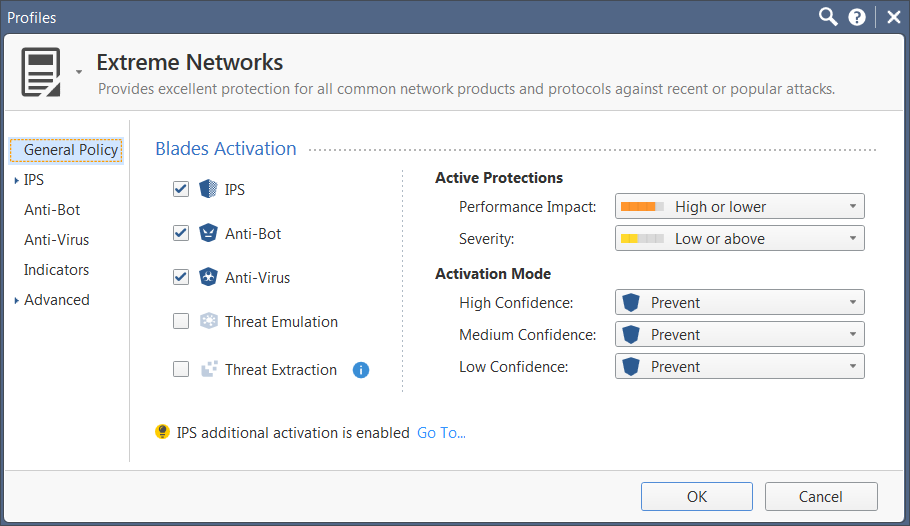 Profiles
Extreme Networks
Provides excellent protection for all common network products and protocols against recent or popular attacks.
General Policy
IPS
Anti-Bot
Anti-Virus
Indicators
Advanced
Blades Activation
IPS
Anti-Bot
Anti-Virus
Threat Emulation
Threat Extraction
Active Protections
Performance Impact: High or lower
Severity: Low or above
Activation Mode
High Confidence: Prevent
Medium Confidence: Prevent
Low Confidence: Prevent
IPS additional activation is enabled Go To...
OK Cancel